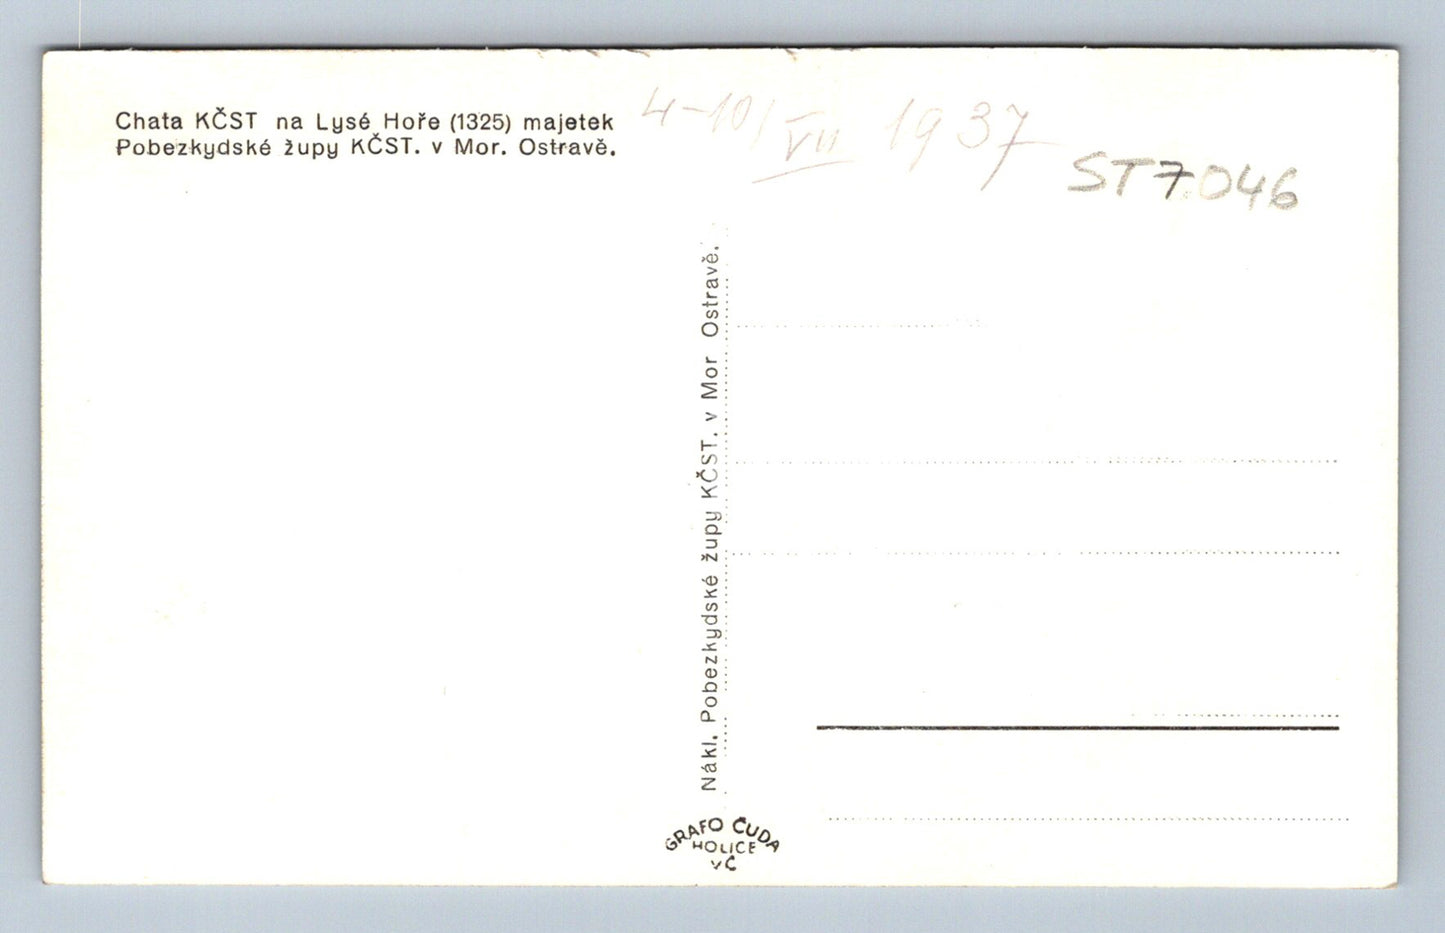 Chata KČST na Lysé Hoře (1325) majetek
Pobezkydské župy KČST. v Mor. Ostravě.
4-10/VII 1937
ST7.046
Nákl. Pobezkydské župy KČST. v Mor Ostravě.
GRAFO ČUDA
HOLICE
VČ